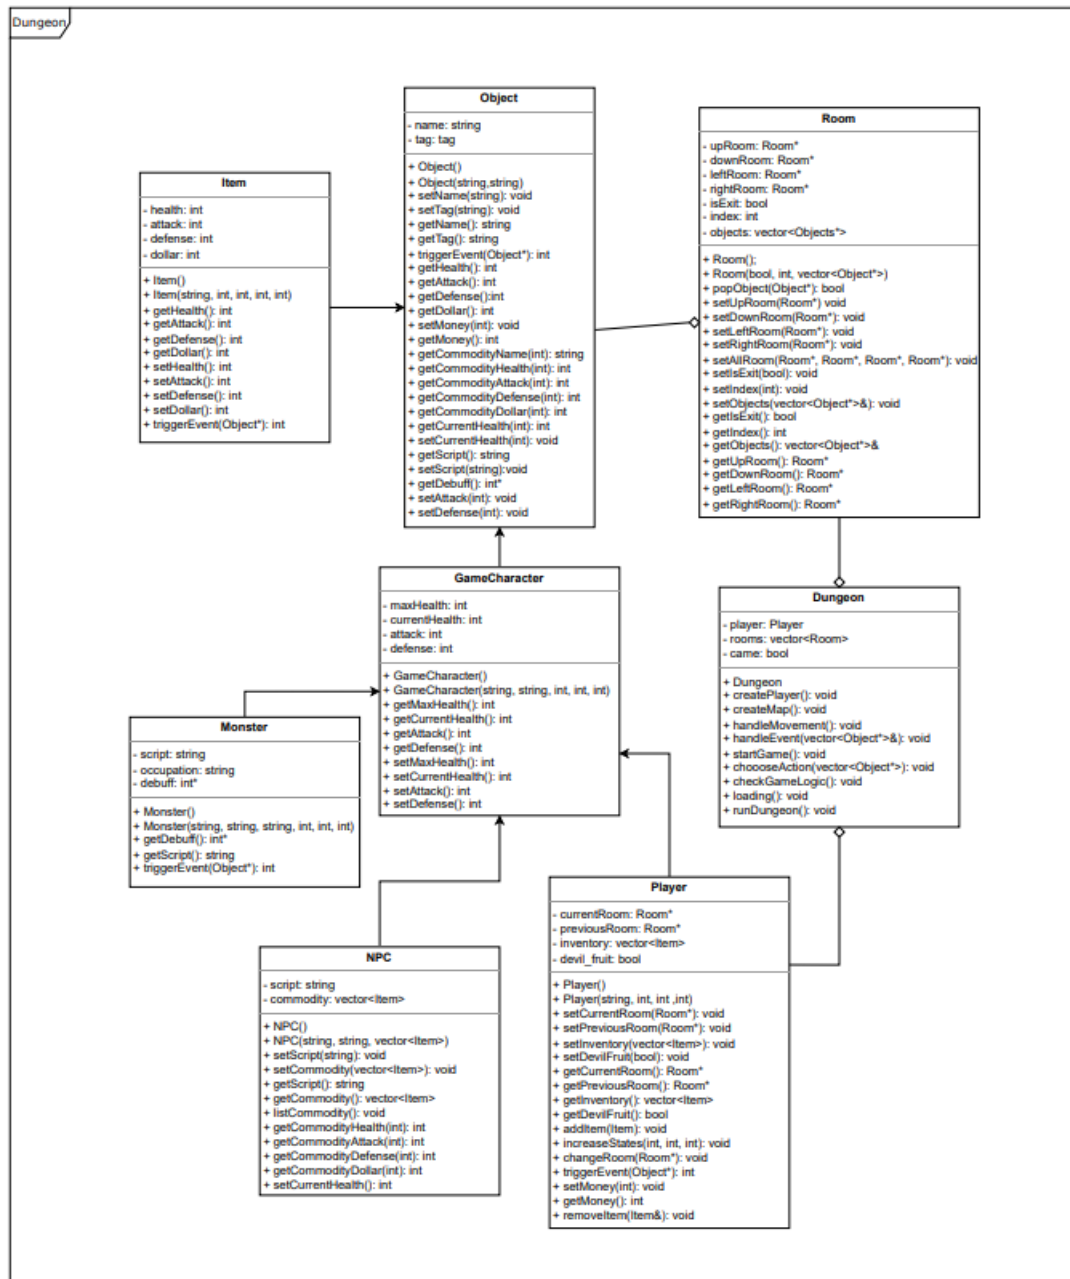 Dungeon
Object
- name: string
- tag: tag
+ Object()
+ Object(string,string)
+ setName(string): void
+ setTag(string): void
+ getName(): string
+ getTag(): string
+ triggerEvent(Object*): int
+ getHealth(): int
+ getAttack(): int
+ getDefense():int
+ getDollar(): int
+ setMoney(int): void
+ getMoney(): int
+ getCommodityName(int): string
+ getCommodityHealth(int): int
+ getCommodityAttack(int): int
+ getCommodityDefense(int): int
+ getCommodityDollar(int): int
+ getCurrentHealth(int): int
+ setCurrentHealth(int): void
+ getScript(): string
+ setScript(string):void
+ getDebuff(): int*
+ setAttack(int): void
+ setDefense(int): void
Room
- upRoom: Room*
- downRoom: Room*
- leftRoom: Room*
- rightRoom: Room*
- isExit: bool
- index: int
- objects: vector<Objects*>
+ Room();
+ Room(bool, int, vector<Object*>)
+ popObject(Object*): bool
+ setUpRoom(Room*) void
+ setDownRoom(Room*): void
+ setLeftRoom(Room*): void
+ setRightRoom(Room*): void
+ setAllRoom(Room*, Room*, Room*, Room*): void
+ setIsExit(bool): void
+ setIndex(int): void
+ setObjects(vector<Object*>&): void
+ getIsExit(): bool
+ getIndex(): int
+ getObjects(): vector<Object*>&
+ getUpRoom(): Room*
+ getDownRoom(): Room*
+ getLeftRoom(): Room*
+ getRightRoom(): Room*
Item
- health: int
- attack: int
- defense: int
- dollar: int
+ Item()
+ Item(string, int, int, int, int)
+ getHealth(): int
+ getAttack(): int
+ getDefense(): int
+ getDollar(): int
+ setHealth(): int
+ setAttack(): int
+ setDefense(): int
+ setDollar(): int
+ triggerEvent(Object*): int
GameCharacter
- maxHealth: int
- currentHealth: int
- attack: int
- defense: int
+ GameCharacter()
+ GameCharacter(string, string, int, int, int)
+ getMaxHealth(): int
+ getCurrentHealth(): int
+ getAttack(): int
+ getDefense(): int
+ setMaxHealth(): int
+ setCurrentHealth(): int
+ setAttack(): int
+ setDefense(): int
Dungeon
- player: Player
- rooms: vector<Room>
- came: bool
+ Dungeon
+ createPlayer(): void
+ createMap(): void
+ handleMovement(): void
+ handleEvent(vector<Object*>&): void
+ startGame(): void
+ choooseAction(vector<Object*>): void
+ checkGameLogic(): void
+ loading(): void
+ runDungeon(): void
Monster
- script: string
- occupation: string
- debuff: int*
+ Monster()
+ Monster(string, string, string, int, int, int)
+ getDebuff(): int*
+ getScript(): string
+ triggerEvent(Object*): int
Player
- currentRoom: Room*
- previousRoom: Room*
- inventory: vector<Item>
- devil_fruit: bool
+ Player()
+ Player(string, int, int ,int)
+ setCurrentRoom(Room*): void
+ setPreviousRoom(Room*): void
+ setInventory(vector<Item>): void
+ setDevilFruit(bool): void
+ getCurrentRoom(): Room*
+ getPreviousRoom(): Room*
+ getInventory(): vector<Item>
+ getDevilFruit(): bool
+ addItem(Item): void
+ increaseStates(int, int, int): void
+ changeRoom(Room*): void
+ triggerEvent(Object*): int
+ setMoney(int): void
+ getMoney(): int
+ removeItem(Item&): void
NPC
- script: string
- commodity: vector<Item>
+ NPC()
+ NPC(string, string, vector<Item>)
+ setScript(string): void
+ setCommodity(vector<Item>): void
+ getScript(): string
+ getCommodity(): vector<Item>
+ listCommodity(): void
+ getCommodityHealth(int): int
+ getCommodityAttack(int): int
+ getCommodityDefense(int): int
+ getCommodityDollar(int): int
+ setCurrentHealth(): int